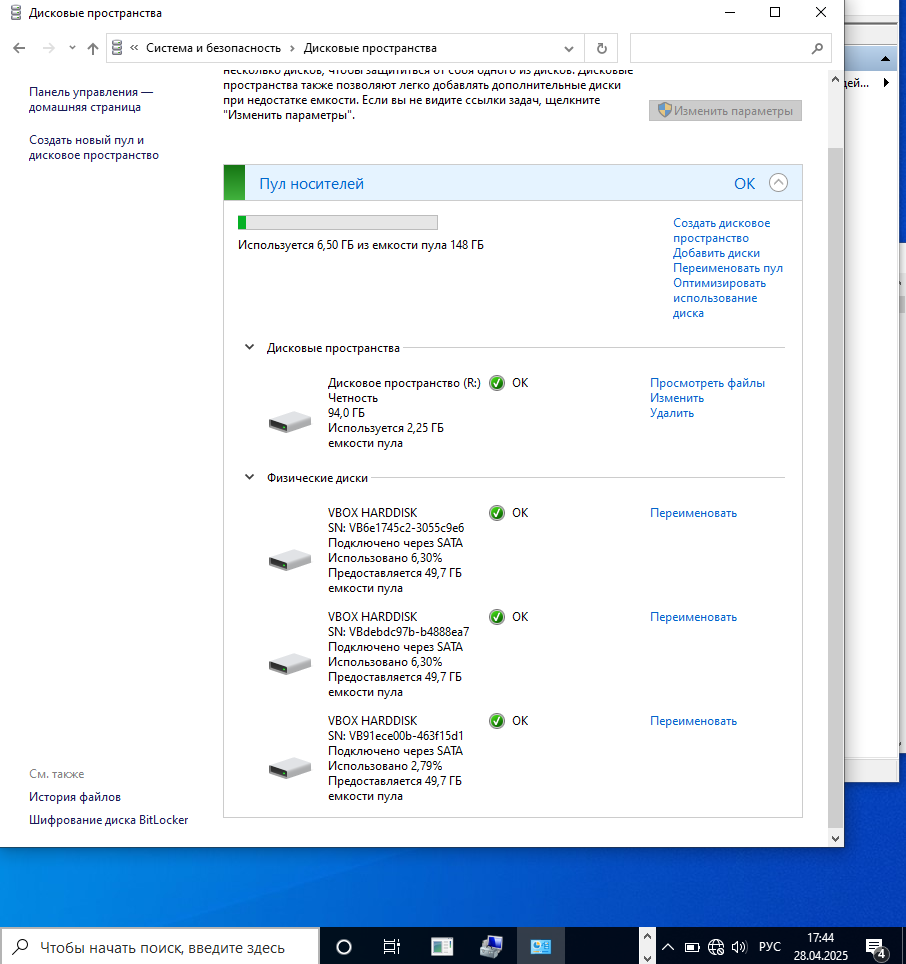 Дисковые пространства
« Система и безопасность › Дисковые пространства
Панель управления —
домашняя страница
Создать новый пул и
дисковое пространство
несколько дисков, чтобы защититься от сбоя одного из дисков. Дисковые
пространства также позволяют легко добавлять дополнительные диски
при недостатке емкости. Если вы не видите ссылки задач, щелкните
"Изменить параметры".
Изменить параметры
Пул носителей
ОК
Используется 6,50 ГБ из емкости пула 148 ГБ
Создать дисковое
пространство
Добавить диски
Переименовать пул
Оптимизировать
использование
диска
Дисковые пространства
Дисковое пространство (R:)
ОК
Четность
94,0 ГБ
Используется 2,25 ГБ
емкости пула
Просмотреть файлы
Изменить
Удалить
Физические диски
VBOX HARDDISK
ОК
Переименовать
SN: VB6e1745c2-3055c9e6
Подключено через SATA
Использовано 6,30%
Предоставляется 49,7 ГБ
емкости пула
VBOX HARDDISK
ОК
Переименовать
SN: VBdebdc97b-b4888ea7
Подключено через SATA
Использовано 6,30%
Предоставляется 49,7 ГБ
емкости пула
VBOX HARDDISK
ОК
Переименовать
SN: VB91ece00b-463f15d1
Подключено через SATA
Использовано 2,79%
Предоставляется 49,7 ГБ
емкости пула
См. также
История файлов
Шифрование диска BitLocker
Чтобы начать поиск, введите здесь
РУС
17:44
28.04.2025
4